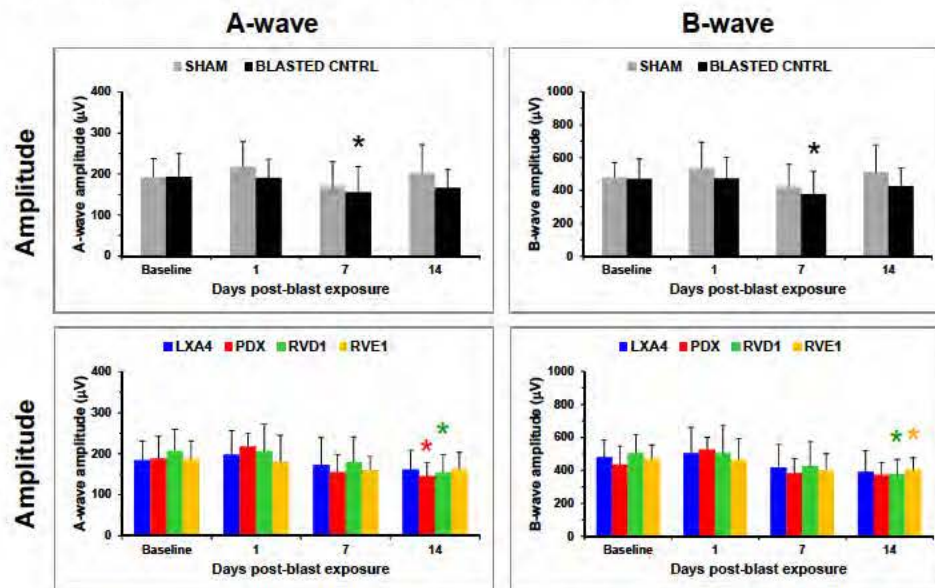 A-wave
B-wave
Amplitude
SHAM BLASTED CNTRL
A-wave amplitude (µV)
400
300
200
100
0
*
Baseline 1 7 14
Days post-blast exposure
SHAM BLASTED CNTRL
B-wave amplitude (µV)
1000
800
600
400
200
0
*
Baseline 1 7 14
Days post-blast exposure
Amplitude
LXA4 PDX RVD1 RVE1
A-wave amplitude (µV)
400
300
200
100
0
* *
Baseline 1 7 14
Days post-blast exposure
LXA4 PDX RVD1 RVE1
B-wave amplitude (µV)
1000
800
600
400
200
0
* *
Baseline 1 7 14
Days post-blast exposure